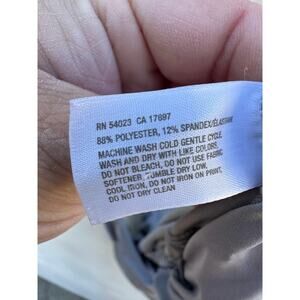 RN 54023 CA 17697
88% POLYESTER, 12% SPANDEX/ÉLASTHANE
MACHINE WASH COLD GENTLE CYCLE
WASH AND DRY WITH LIKE COLORS.
DO NOT BLEACH, DO NOT USE FABRIC
SOFTENER, TUMBLE DRY LOW,
COOL IRON, DO NOT IRON ON PRINT,
DO NOT DRY CLEAN